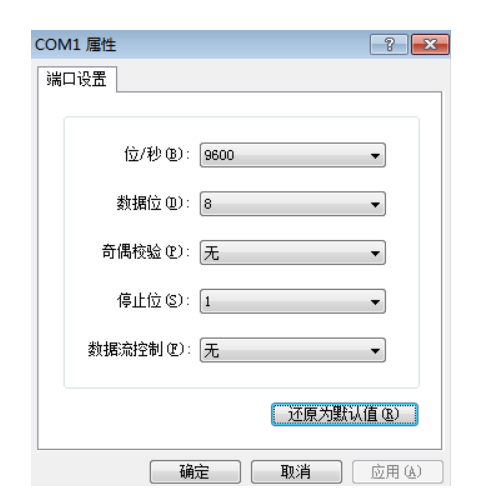 COM1 属性
端口设置
位/秒(B): 9600
数据位(D): 8
奇偶校验(P): 无
停止位(S): 1
数据流控制(F): 无
还原为默认值(R)
确定 取消 应用(A)